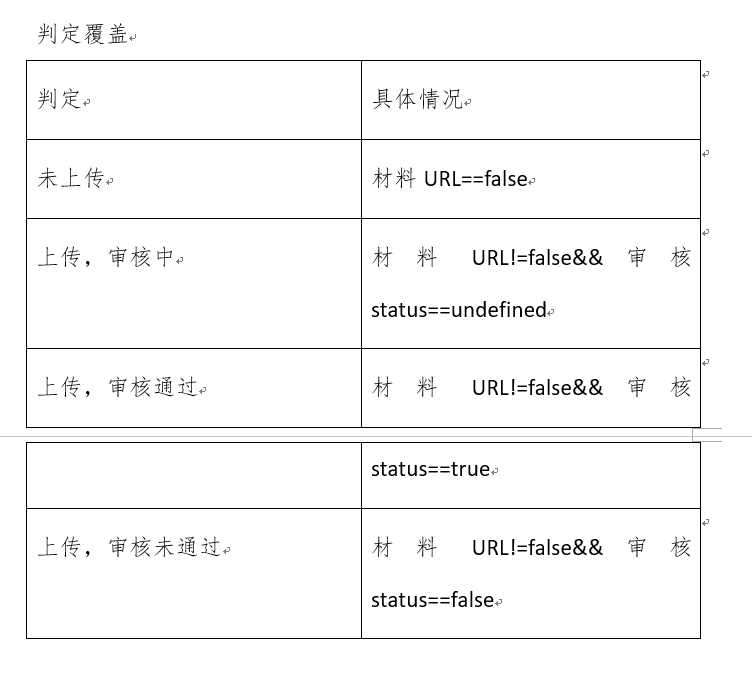 判定覆盖
判定
具体情况
未上传
材料 URL==false
上传，审核中
材料 URL!=false&& 审核
status==undefined
上传，审核通过
材料 URL!=false&& 审核
status==true
上传，审核未通过
材料 URL!=false&& 审核
status==false